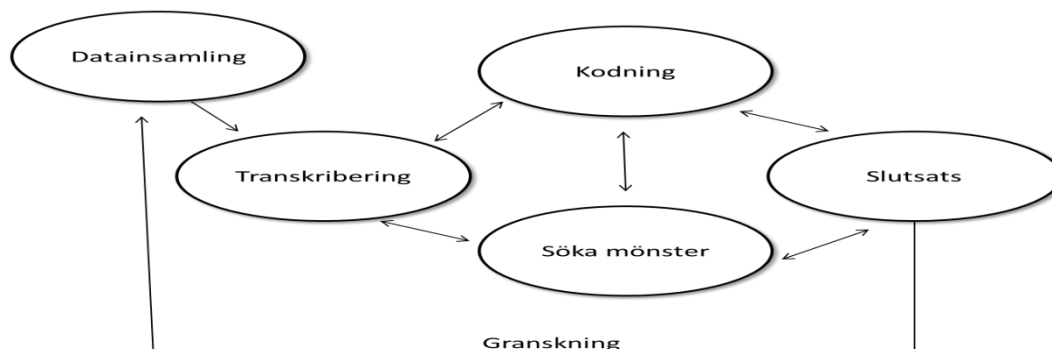 Datainsamling
Kodning
Transkribering
Slutsats
Söka mönster
Granskning